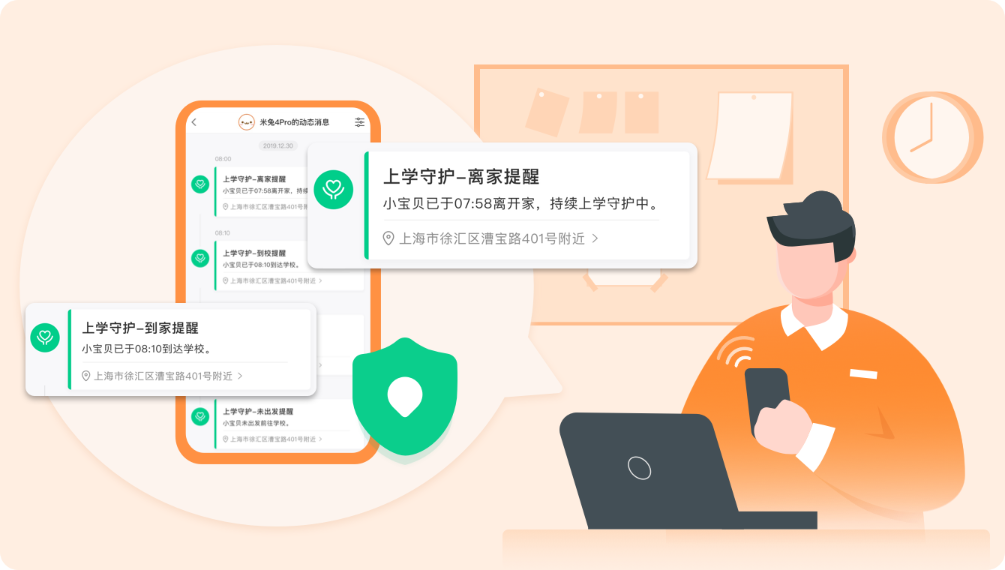 米兔4Pro的动态消息
2019.12.30
08:00
上学守护-离家提醒
小宝贝已于07:58离开家，持
上海市徐汇区漕宝路401号
08:10
上学守护-到校提醒
小宝贝已于08:10到达学校。
上海市徐汇区漕宝路401号附近
上学守护-离家提醒
小宝贝已于07:58离开家，持续上学守护中。
上海市徐汇区漕宝路401号附近
上学守护-到家提醒
小宝贝已于08:10到达学校。
上海市徐汇区漕宝路401号附近
上学守护-未出发提醒
小宝贝未出发前往学校。
上海市徐汇区漕宝路401号附近